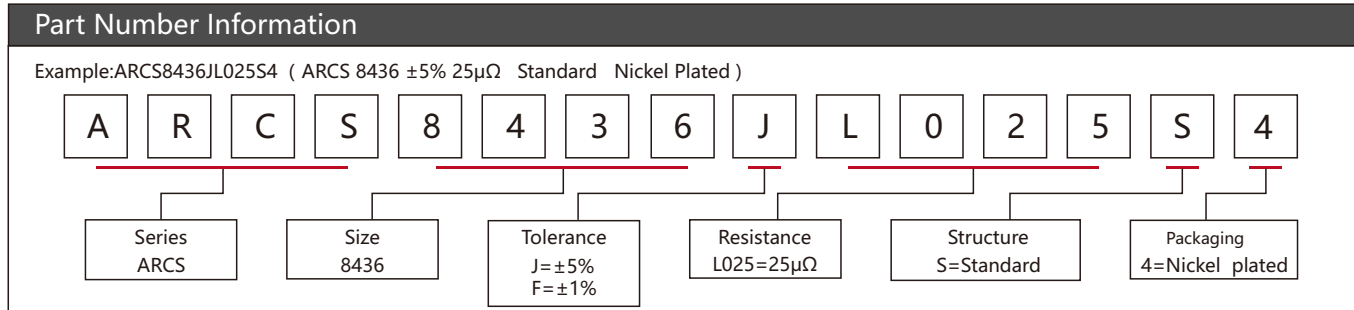 Part Number Information
Example:ARCS8436JL025S4 ( ARCS 8436 ±5% 25μΩ Standard Nickel Plated )
A R C S 8 4 3 6 J L 0 2 5 S 4
Series Size Tolerance Resistance Structure Packaging
ARCS 8436 J=±5% L025=25μΩ S=Standard 4=Nickel plated
F=±1%